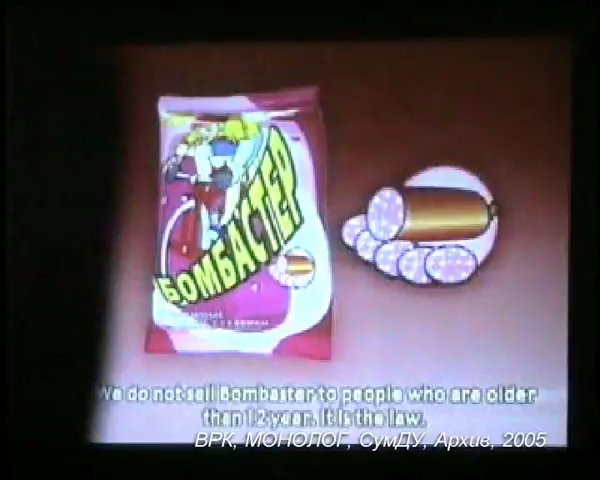 БОМБАСТЕР
We do not sell Bombaster to people who are older
than 12 year. It is the law.
ВРК, МОНОЛОГ, СумДУ, Архив, 2005